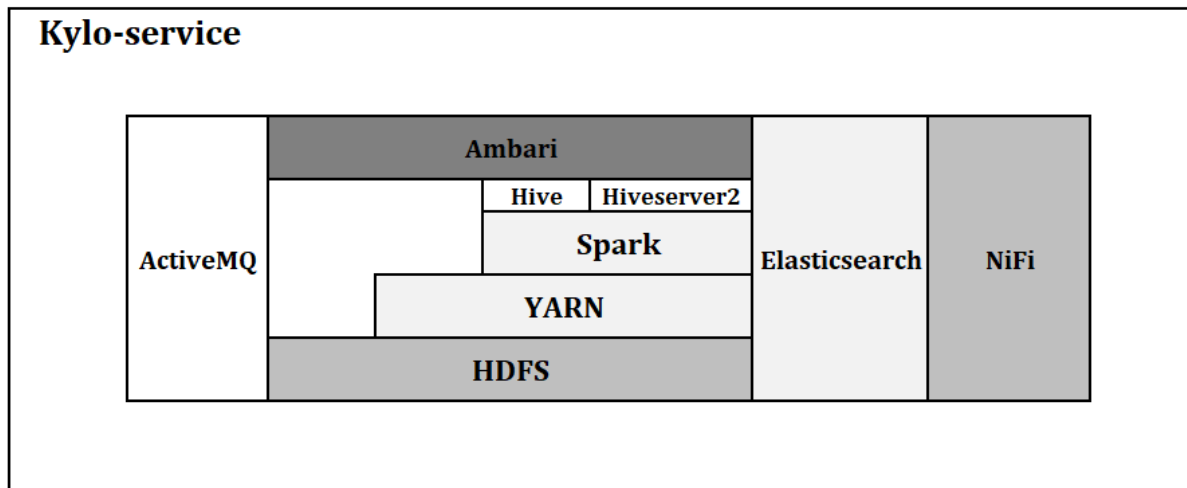 Kylo-service
Ambari
Hive Hiveserver2
Spark
ActiveMQ
Elasticsearch
NiFi
YARN
HDFS